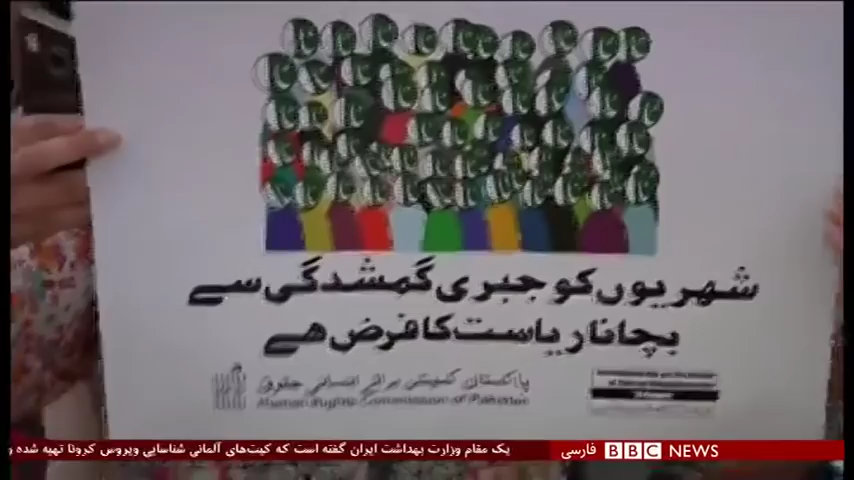 شہریوں کو جبری گمشدگی سے
بچانا ریاست کا فرض ہے
پاکستان کمیشن برائے انسانی حقوق
Human Rights Commission of Pakistan
یک مقام وزارت بهداشت ایران گفته است که کیت‌های آلمانی شناسایی ویروس کرونا تهیه شده و
فارسی BBC NEWS